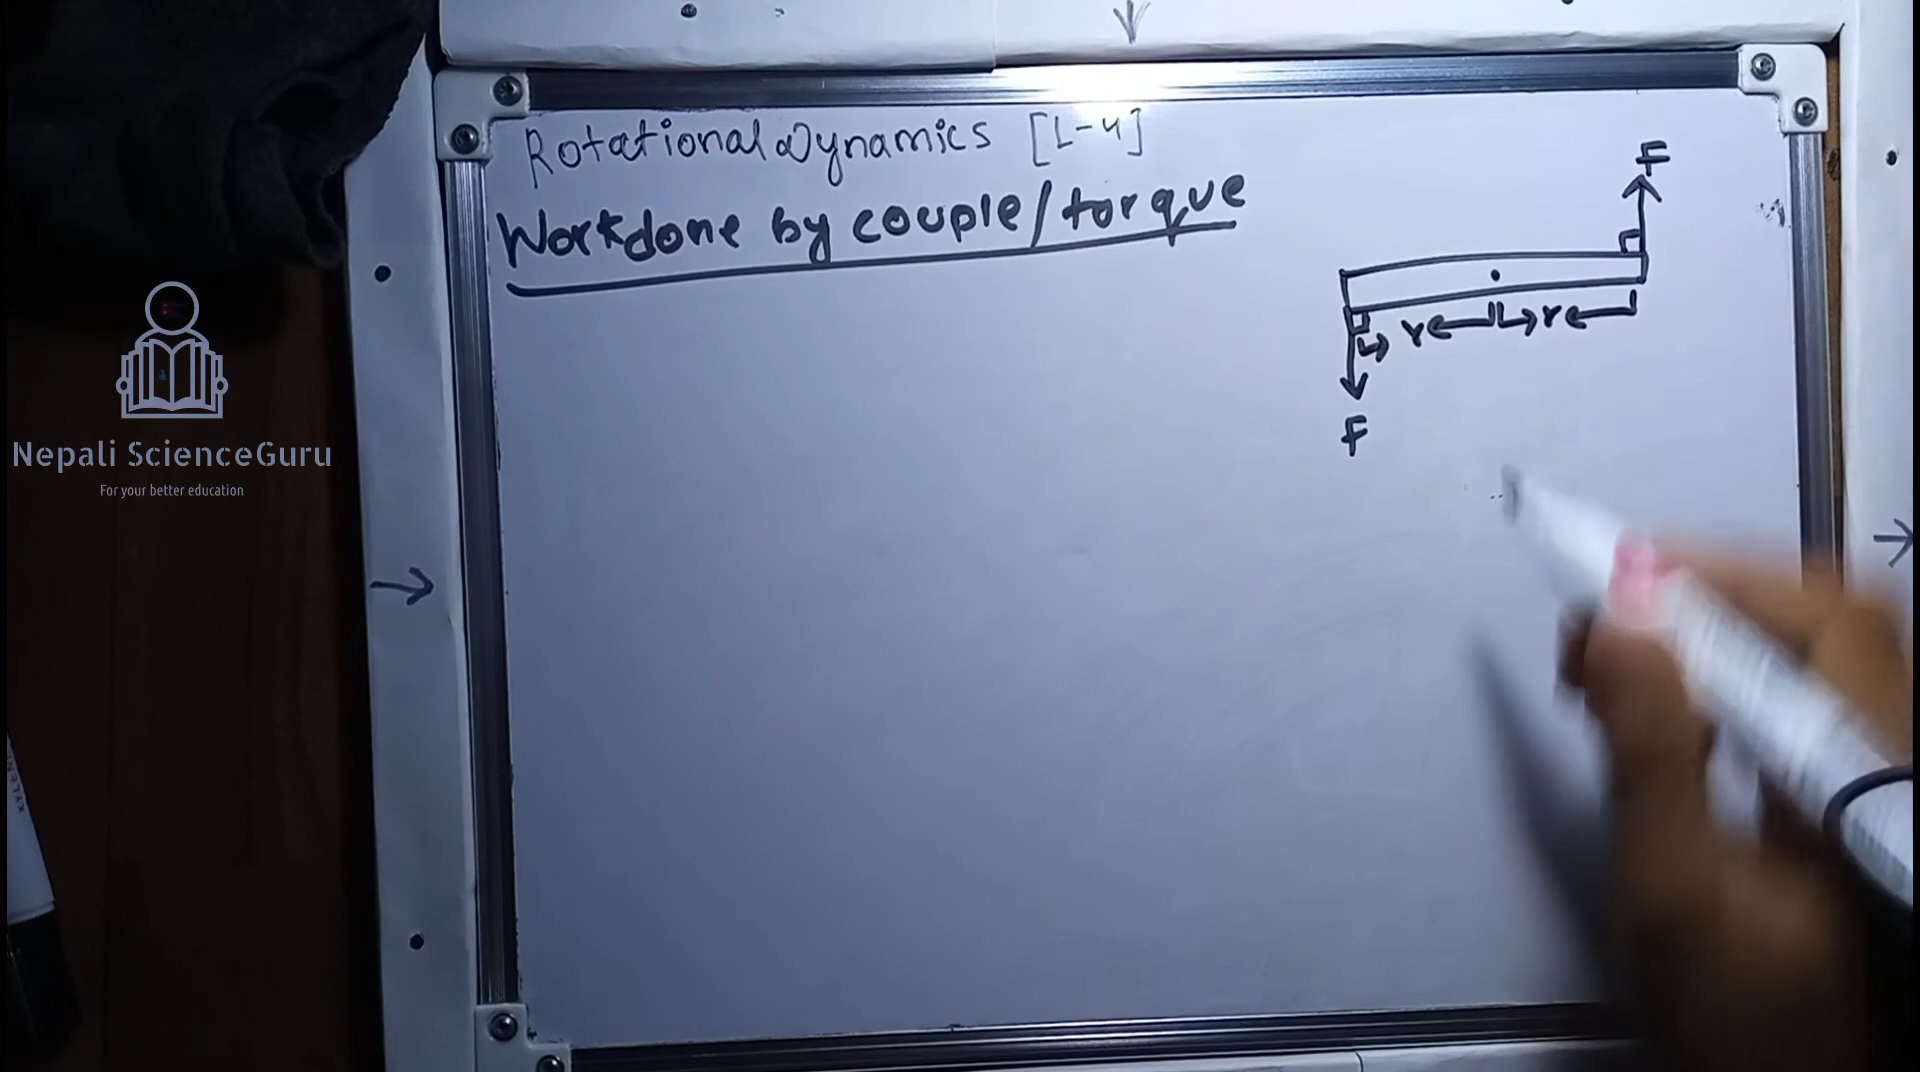 Rotational Dynamics [L-4]
Workdone by couple/torque
F
r r
F
Nepali ScienceGuru
For your better education